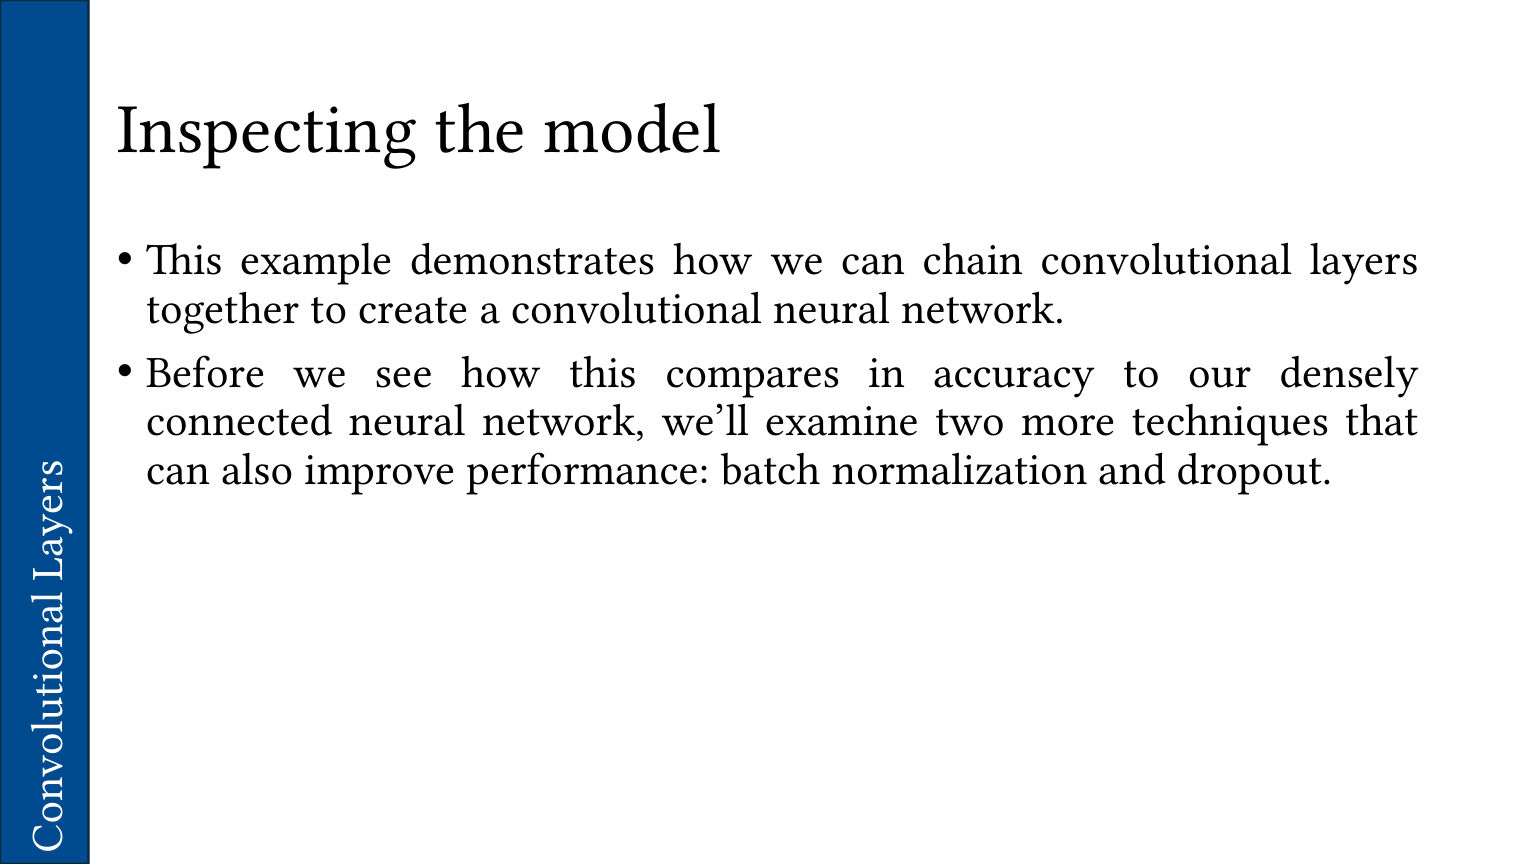 Inspecting the model
• This example demonstrates how we can chain convolutional layers
together to create a convolutional neural network.
• Before we see how this compares in accuracy to our densely
connected neural network, we’ll examine two more techniques that
can also improve performance: batch normalization and dropout.
Convolutional Layers